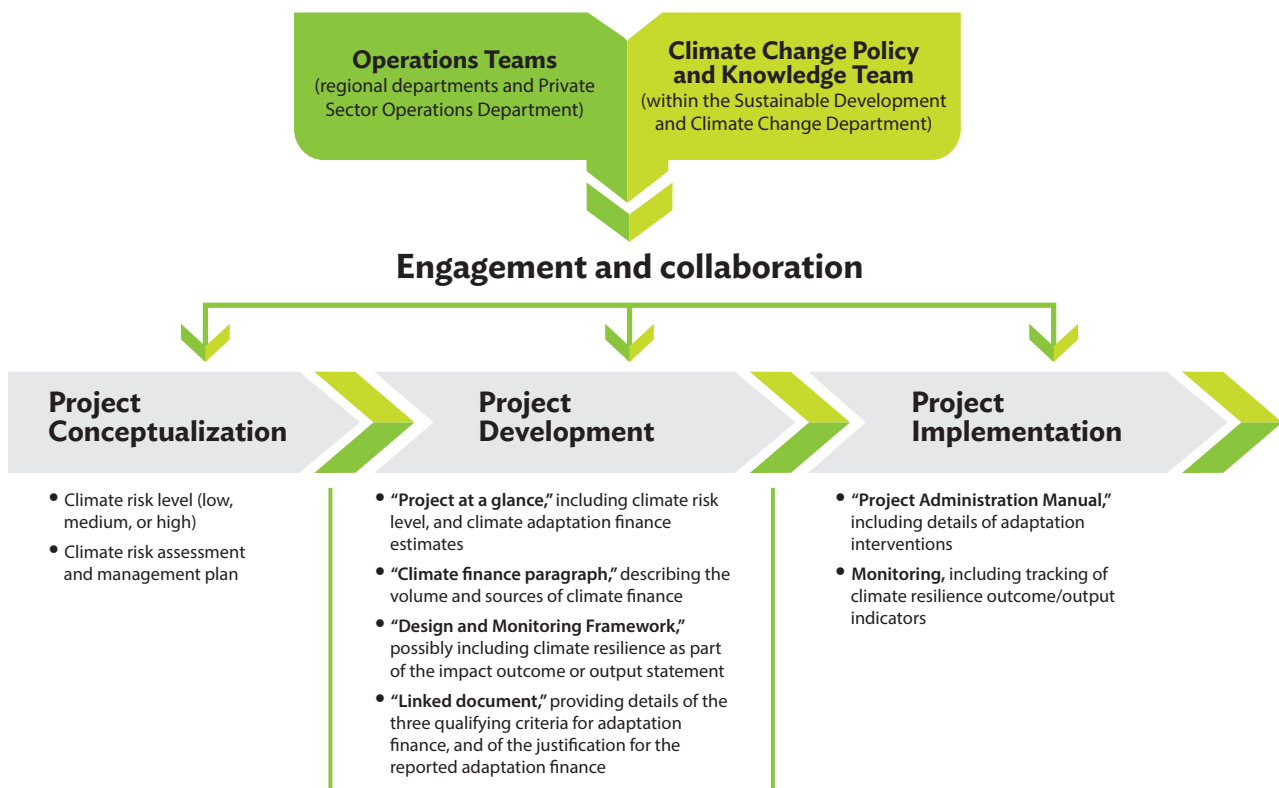 Operations Teams
(regional departments and Private
Sector Operations Department)
Climate Change Policy
and Knowledge Team
(within the Sustainable Development
and Climate Change Department)
Engagement and collaboration
Project
Conceptualization
• Climate risk level (low,
medium, or high)
• Climate risk assessment
and management plan
Project
Development
• “Project at a glance,” including climate risk
level, and climate adaptation finance
estimates
• “Climate finance paragraph,” describing the
volume and sources of climate finance
• “Design and Monitoring Framework,”
possibly including climate resilience as part
of the impact outcome or output statement
• “Linked document,” providing details of the
three qualifying criteria for adaptation
finance, and of the justification for the
reported adaptation finance
Project
Implementation
• “Project Administration Manual,”
including details of adaptation
interventions
• Monitoring, including tracking of
climate resilience outcome/output
indicators